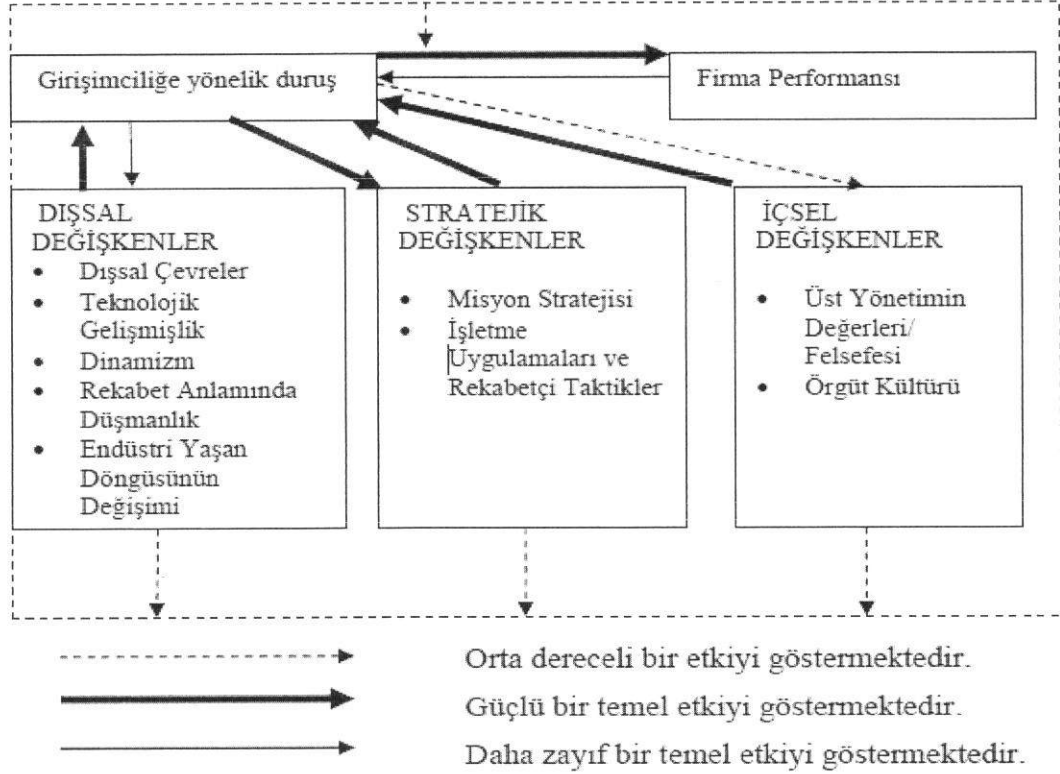 Girişimciliğe yönelik duruş
Firma Performansı
DIŞSAL
DEĞİŞKENLER
• Dışsal Çevreler
• Teknolojik
Gelişmişlik
• Dinamizm
• Rekabet Anlamında
Düşmanlık
• Endüstri Yaşan
Döngüsünün
Değişimi
STRATEJİK
DEĞİŞKENLER
• Misyon Stratejisi
• İşletme
Uygulamaları ve
Rekabetçi Taktikler
İÇSEL
DEĞİŞKENLER
• Üst Yönetimin
Değerleri/
Felsefesi
• Örgüt Kültürü
Orta dereceli bir etkiyi göstermektedir.
Güçlü bir temel etkiyi göstermektedir.
Daha zayıf bir temel etkiyi göstermektedir.